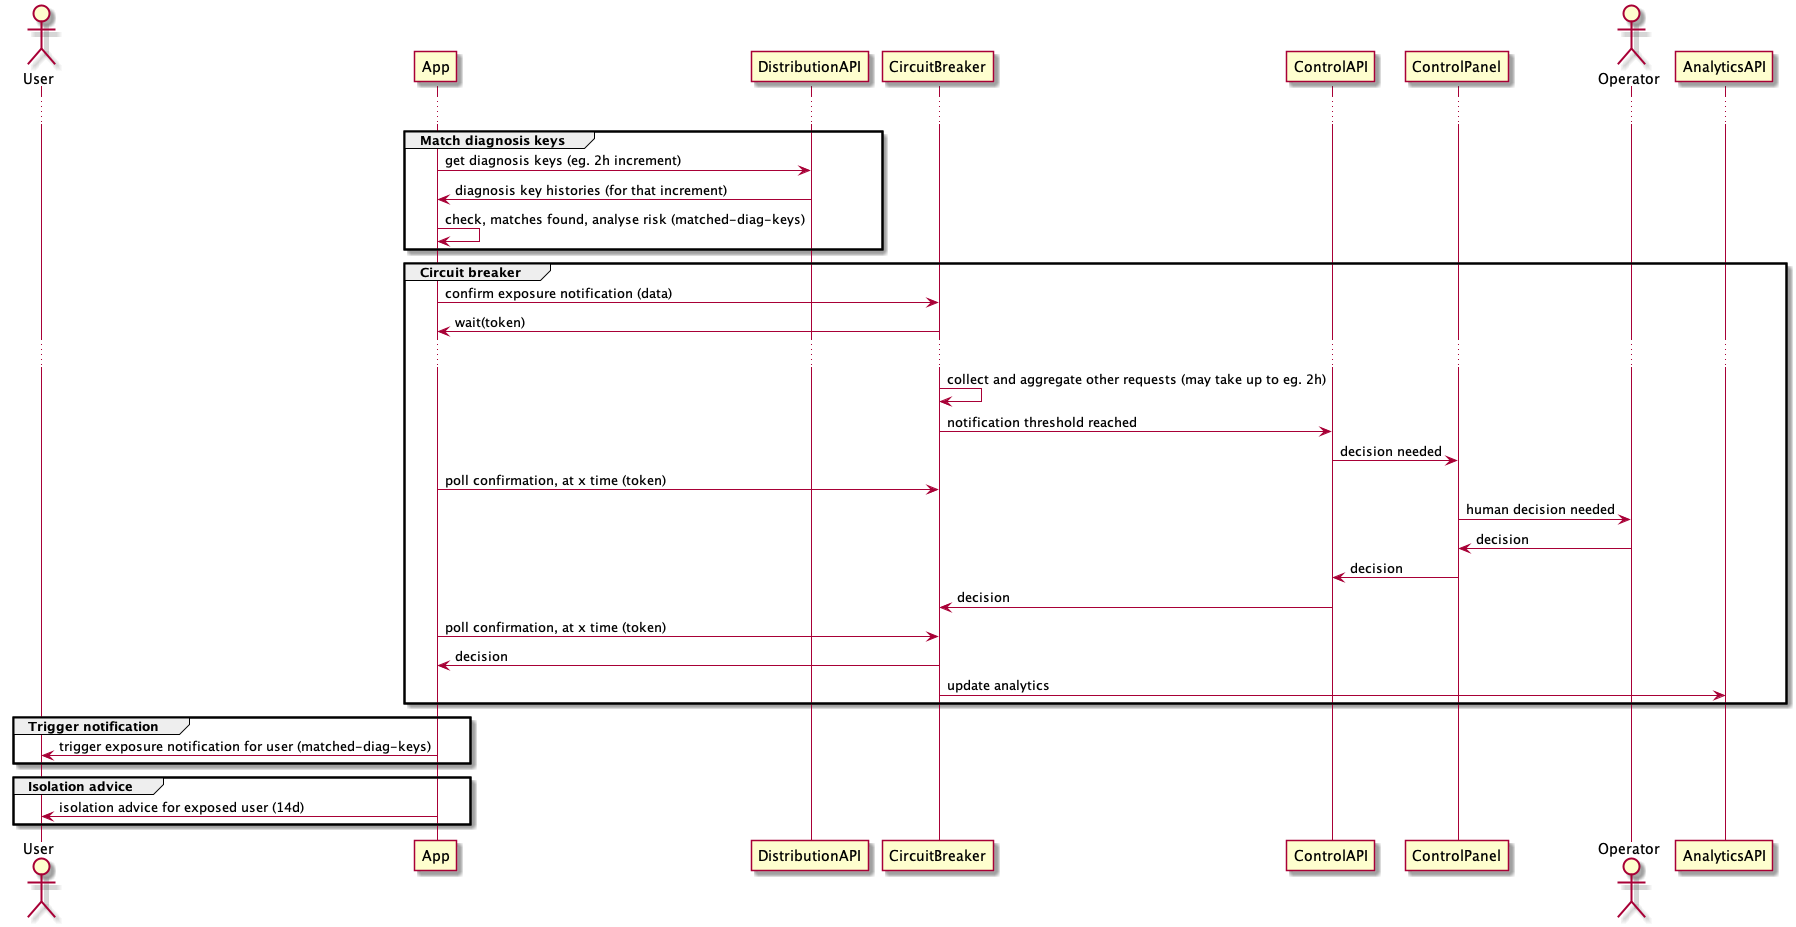 User
App
DistributionAPI
CircuitBreaker
ControlAPI
ControlPanel
Operator
AnalyticsAPI
Match diagnosis keys
get diagnosis keys (eg. 2h increment)
diagnosis key histories (for that increment)
check, matches found, analyse risk (matched-diag-keys)
Circuit breaker
confirm exposure notification (data)
wait(token)
collect and aggregate other requests (may take up to eg. 2h)
notification threshold reached
decision needed
poll confirmation, at x time (token)
human decision needed
decision
decision
decision
poll confirmation, at x time (token)
decision
update analytics
Trigger notification
trigger exposure notification for user (matched-diag-keys)
Isolation advice
isolation advice for exposed user (14d)
User
App
DistributionAPI
CircuitBreaker
ControlAPI
ControlPanel
Operator
AnalyticsAPI